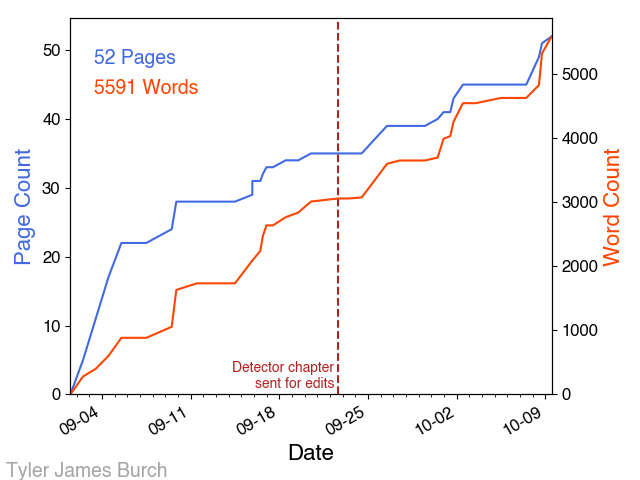 52 Pages
5591 Words
Page Count
50
40
30
20
10
0
Word Count
5000
4000
3000
2000
1000
0
Detector chapter
sent for edits
09-04
09-11
09-18
09-25
10-02
10-09
Date
Tyler James Burch